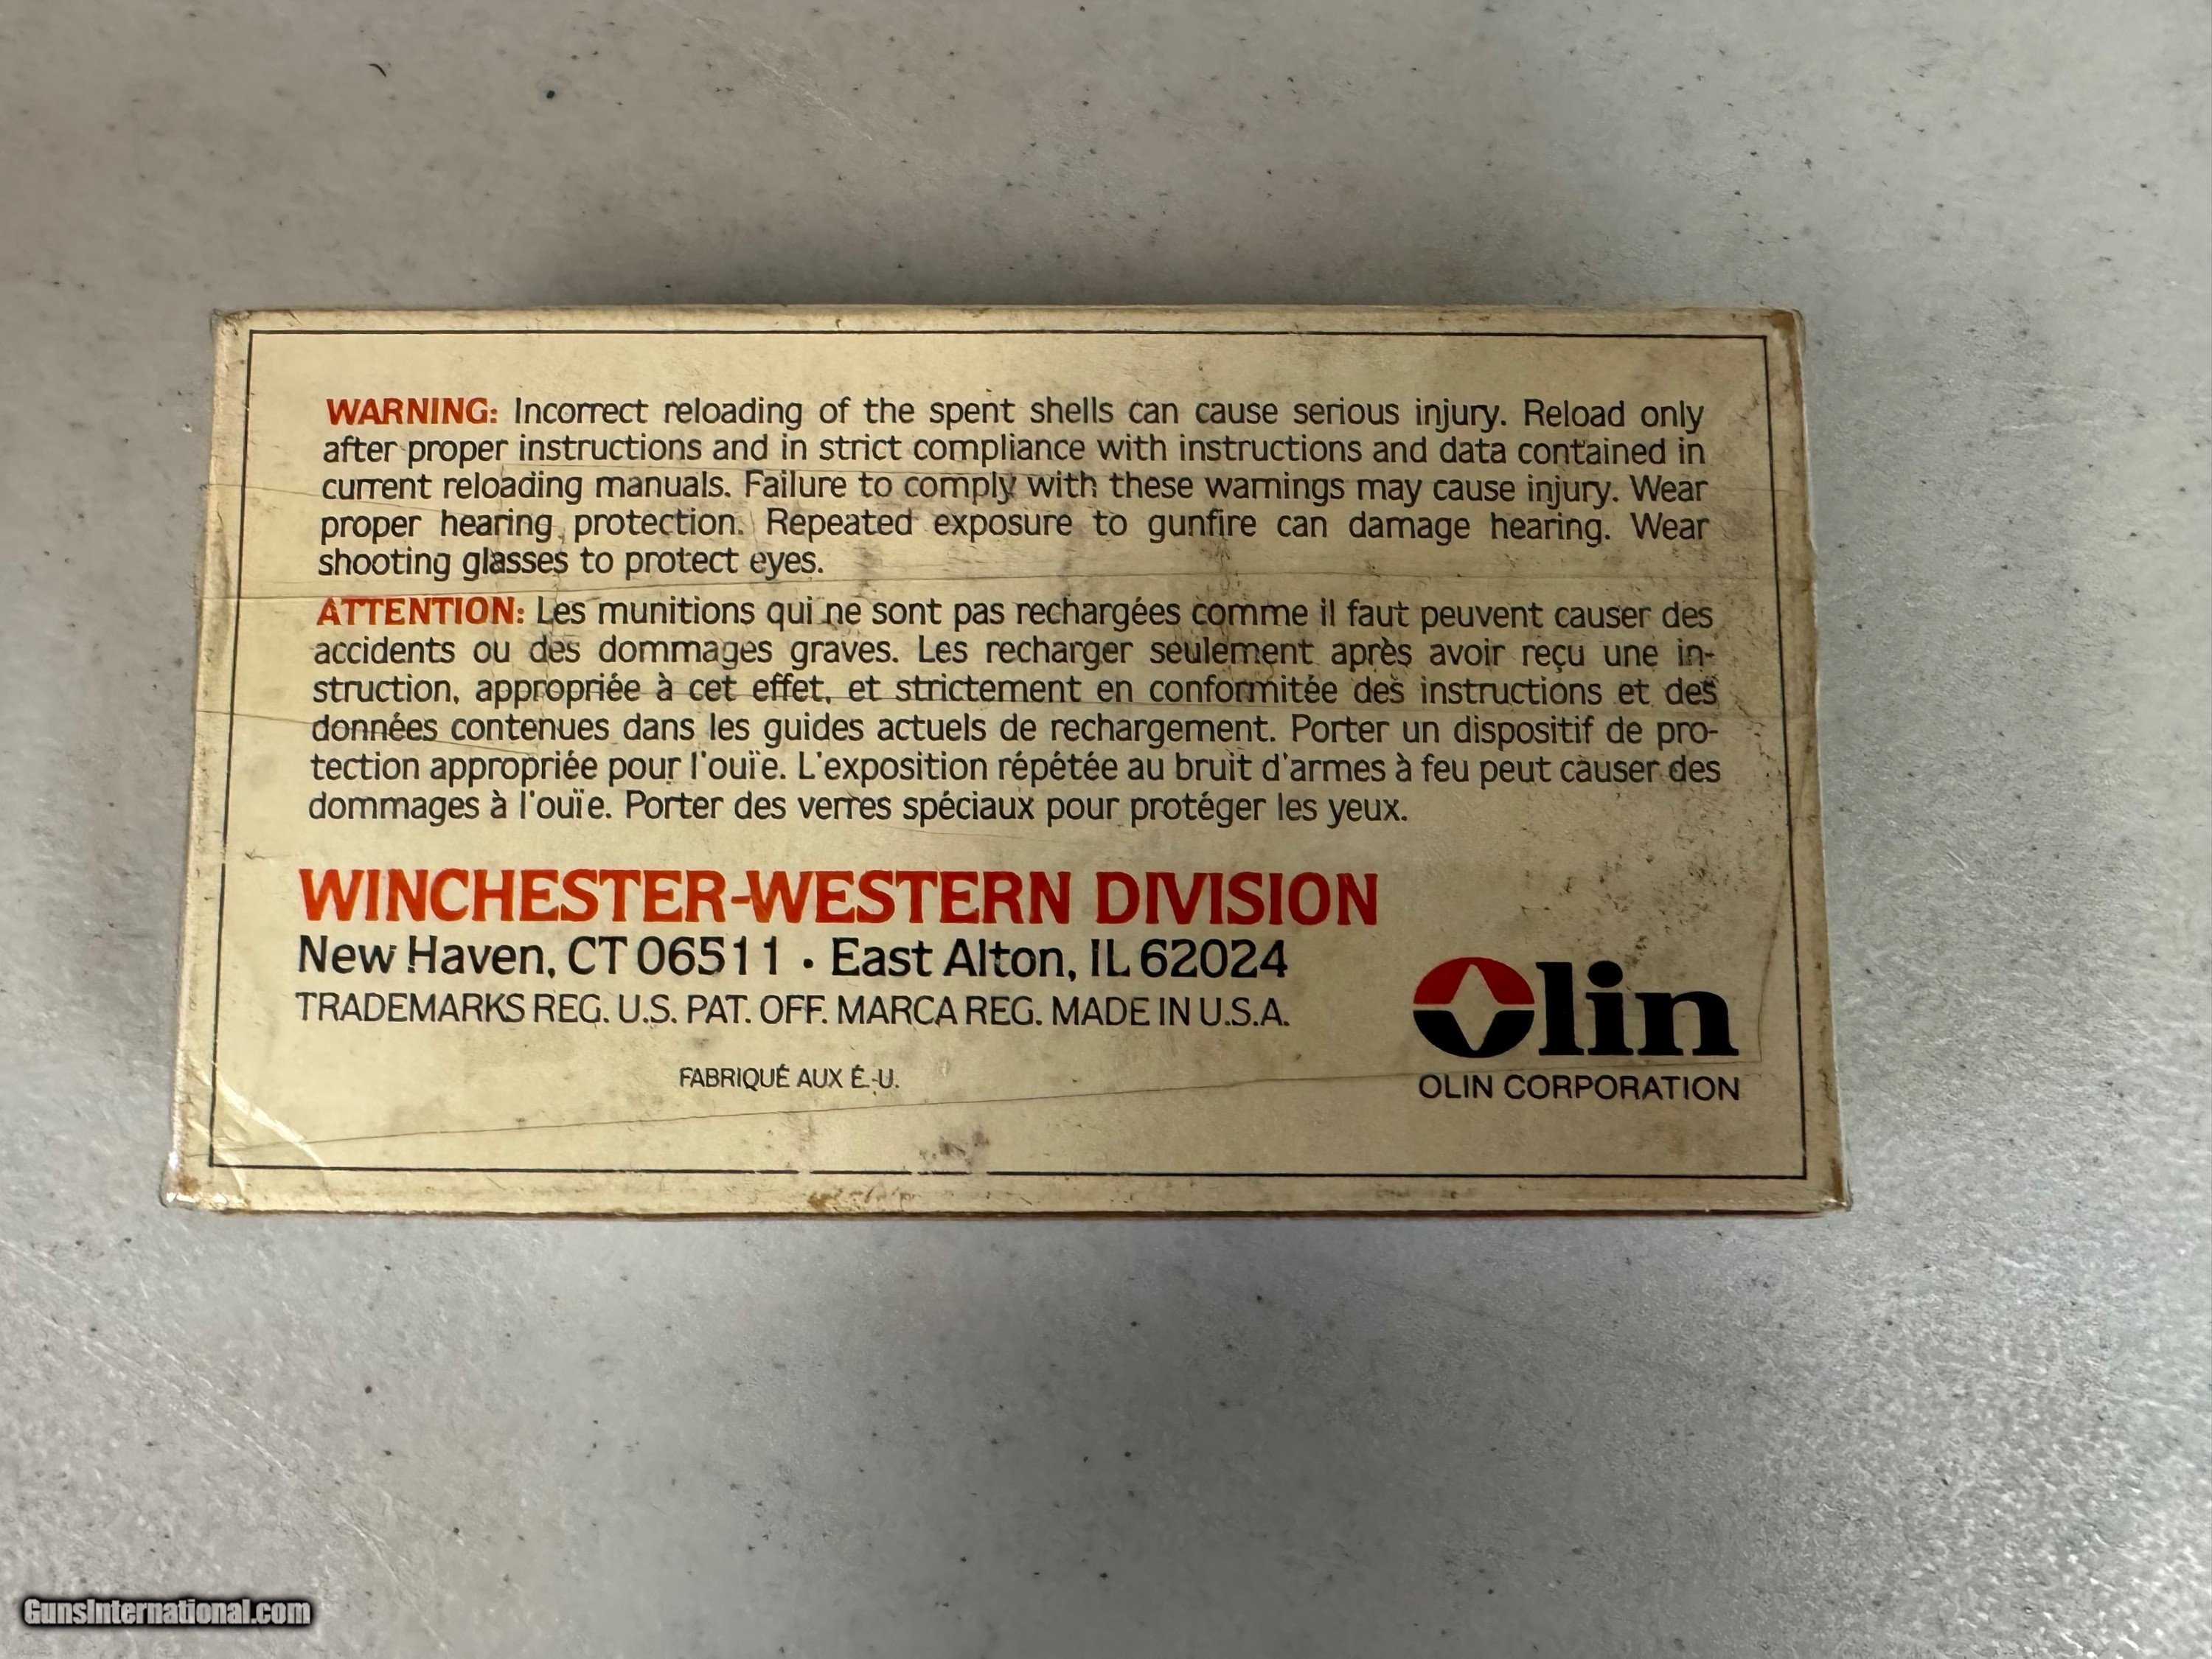 WARNING: Incorrect reloading of the spent shells can cause serious injury. Reload only
after proper instructions and in strict compliance with instructions and data contained in
current reloading manuals. Failure to comply with these warnings may cause injury. Wear
proper hearing protection. Repeated exposure to gunfire can damage hearing. Wear
shooting glasses to protect eyes.
ATTENTION: Les munitions qui ne sont pas rechargées comme il faut peuvent causer des
accidents ou des dommages graves. Les recharger seulement après avoir reçu une in-
struction, appropriée à cet effet, et strictement en conformitée des instructions et des
données contenues dans les guides actuels de rechargement. Porter un dispositif de pro-
tection appropriée pour l'ouïe. L'exposition répétée au bruit d'armes à feu peut causer des
dommages à l'ouïe. Porter des verres spéciaux pour protéger les yeux.
WINCHESTER-WESTERN DIVISION
New Haven, CT 06511 • East Alton, IL 62024
TRADEMARKS REG. U.S. PAT. OFF. MARCA REG. MADE IN U.S.A.
FABRIQUÉ AUX É.-U.
Olin
OLIN CORPORATION
GunsInternational.com